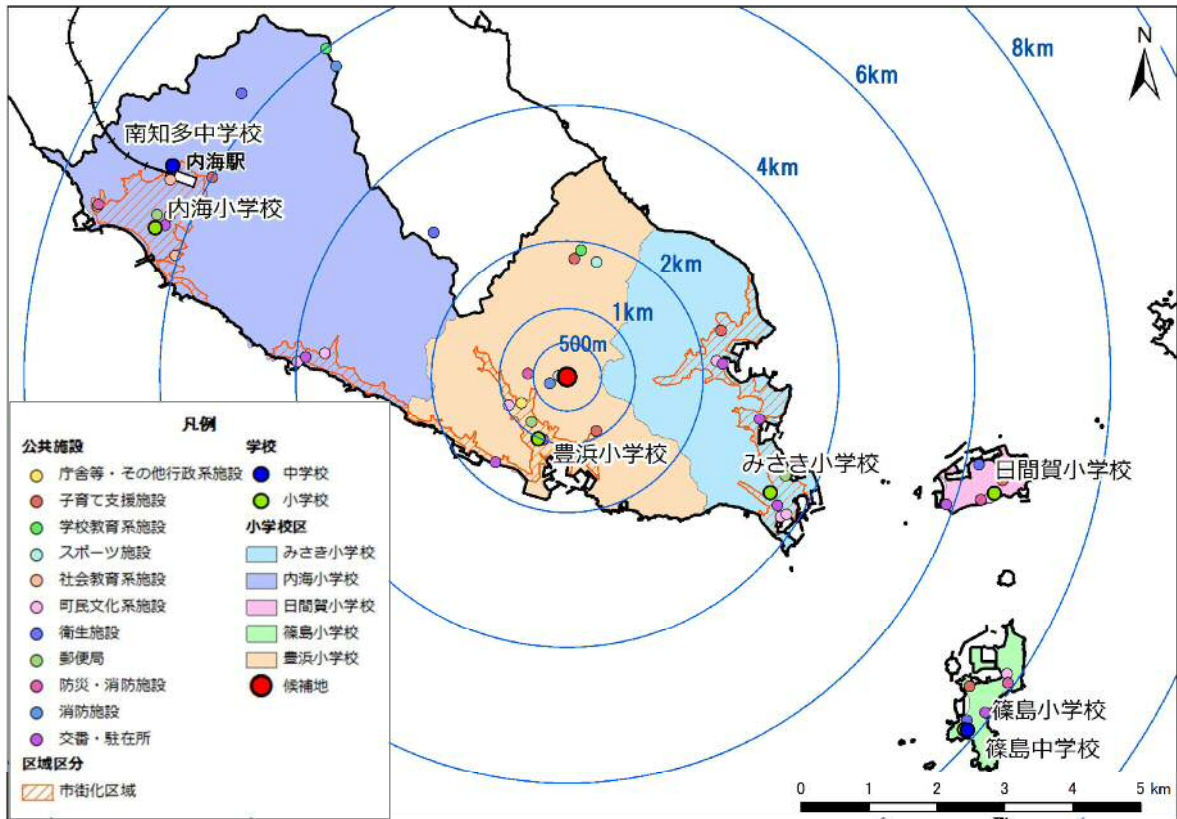 8km
6km
N
南知多中学校
4km
内海駅
内海小学校
2km
1km
500m
凡例
公共施設
庁舎等・その他行政系施設
子育て支援施設
学校教育系施設
スポーツ施設
社会教育系施設
町民文化系施設
衛生施設
郵便局
防災・消防施設
消防施設
交番・駐在所
区域区分
市街化区域
学校
中学校
小学校
小学校区
みさき小学校
内海小学校
日間賀小学校
篠島小学校
豊浜小学校
候補地
豊浜小学校
みさき小学校
日間賀小学校
篠島小学校
篠島中学校
0 1 2 3 4 5 km